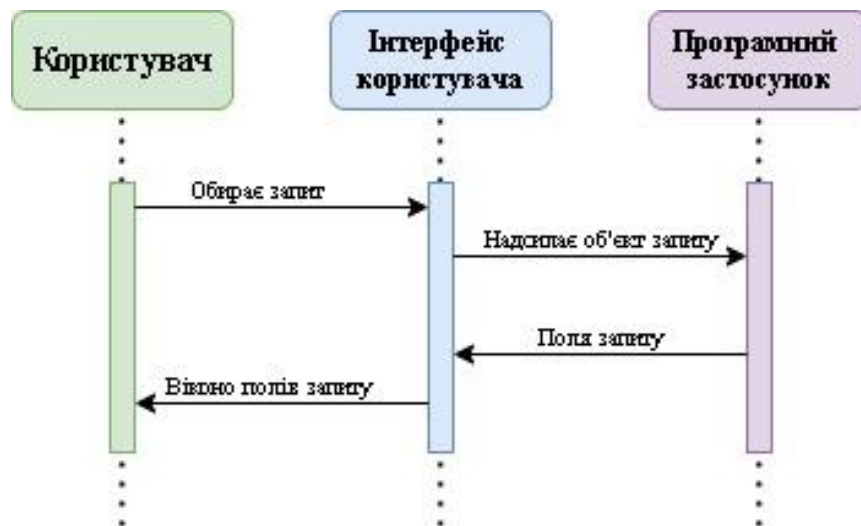 Користувач
Інтерфейс
користувача
Програмний
застосунок
Обирає запит
Надсилає об'єкт запиту
Поля запиту
Вікно полів запиту